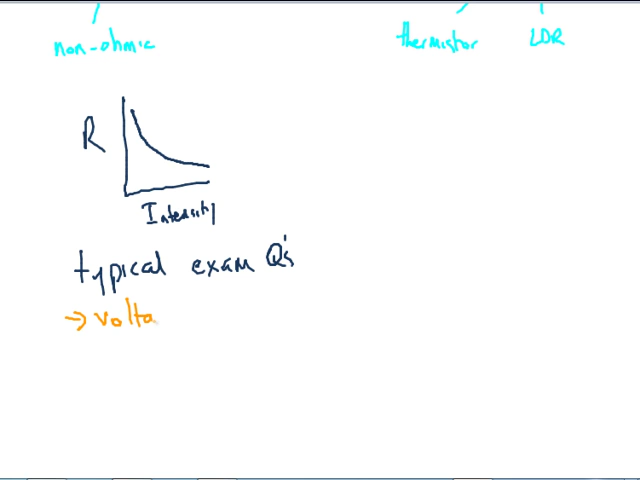 non-ohmic thermistor LDR
R
Intensity
typical exam Q's
→ volta